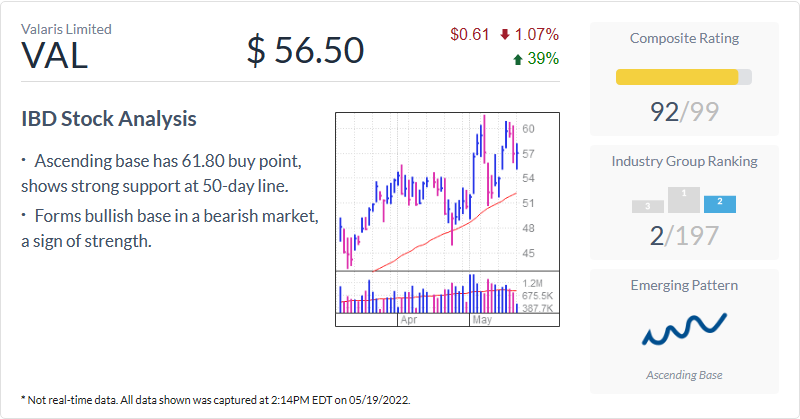 Valaris Limited
VAL
$ 56.50
$0.61 1.07%
39%
IBD Stock Analysis
· Ascending base has 61.80 buy point,
shows strong support at 50-day line.
· Forms bullish base in a bearish market,
a sign of strength.
60
57
54
51
48
45
1.2M
675.5K
387.7K
Apr
May
Composite Rating
92/99
Industry Group Ranking
3
1
2
2/197
Emerging Pattern
Ascending Base
* Not real-time data. All data shown was captured at 2:14PM EDT on 05/19/2022.